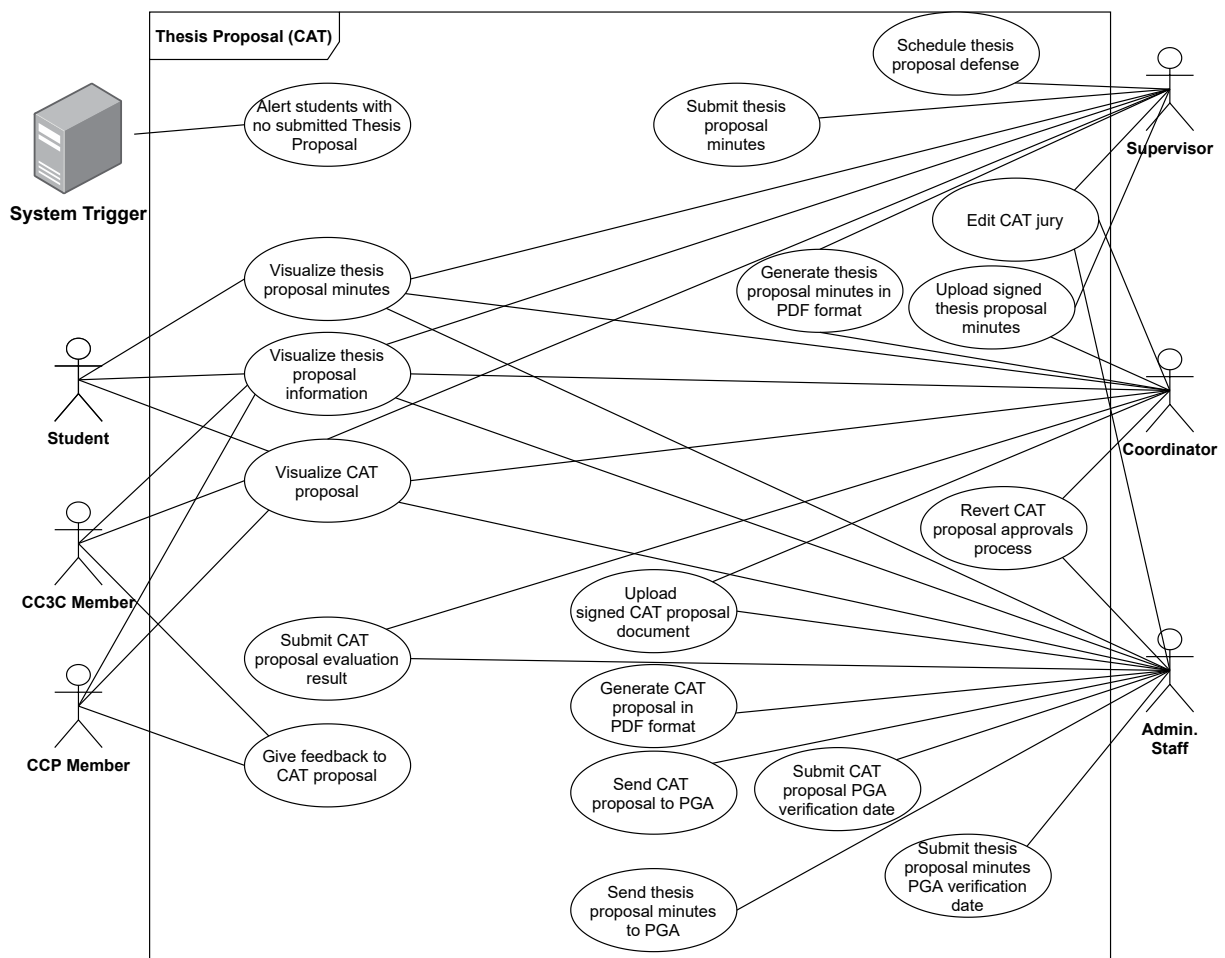 Thesis Proposal (CAT)
Schedule thesis
proposal defense
Alert students with
no submitted Thesis
Proposal
Submit thesis
proposal
minutes
Supervisor
System Trigger
Edit CAT jury
Visualize thesis
proposal minutes
Generate thesis
proposal minutes in
PDF format
Upload signed
thesis proposal
minutes
Visualize thesis
proposal
information
Student
Coordinator
Visualize CAT
proposal
Revert CAT
proposal approvals
process
CC3C Member
Upload
signed CAT proposal
document
Submit CAT
proposal evaluation
result
Generate CAT
proposal in
PDF format
Admin.
Staff
CCP Member
Give feedback to
CAT proposal
Send CAT
proposal to PGA
Submit CAT
proposal PGA
verification date
Submit thesis
proposal minutes
PGA verification
date
Send thesis
proposal minutes
to PGA